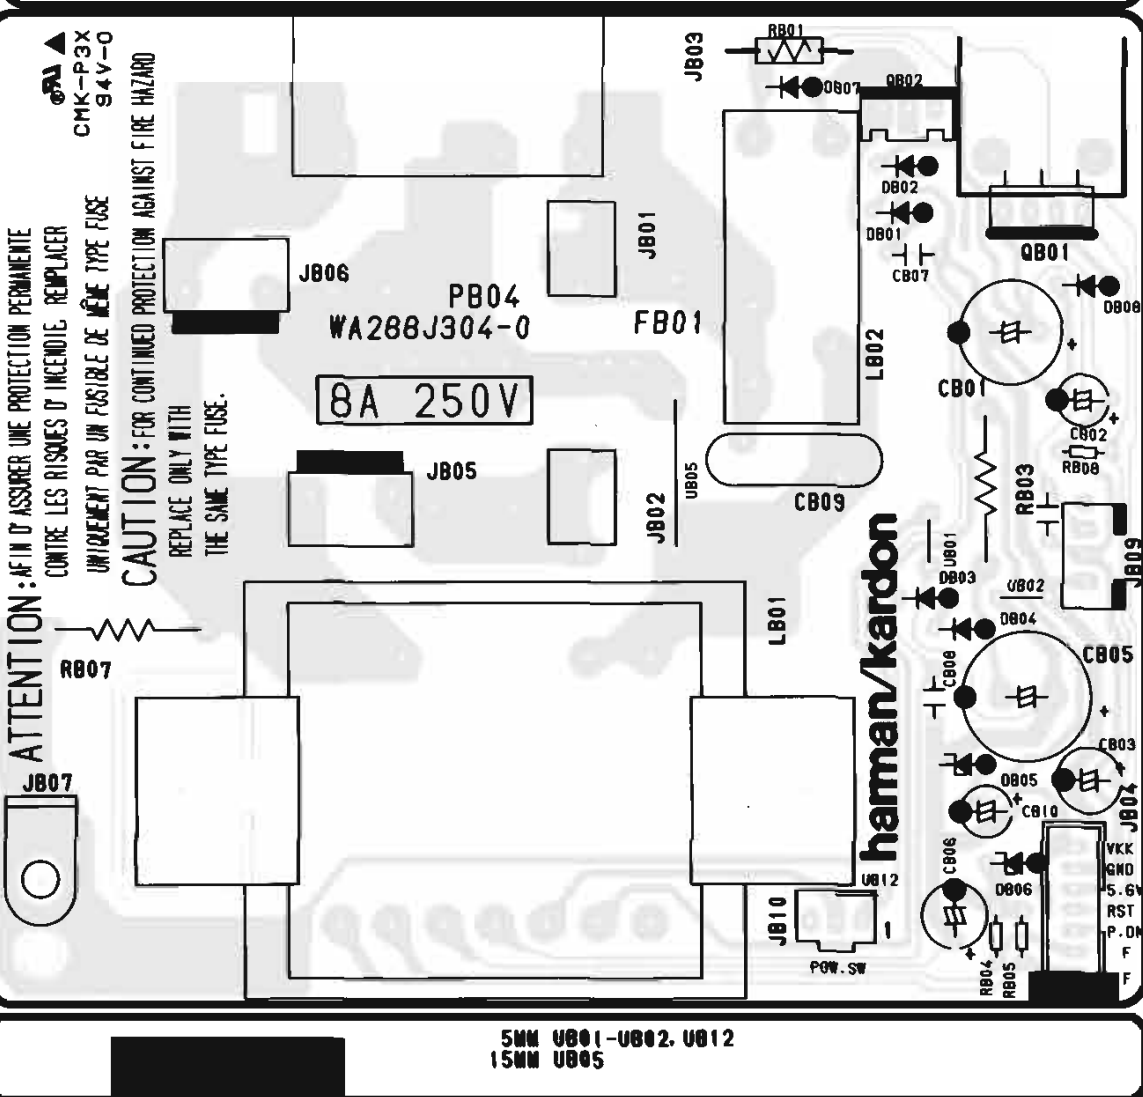 CMK-P3X
94V-0
ATTENTION: AFIN D'ASSURER UNE PROTECTION PERMANENTE
CONTRE LES RISQUES D'INCENDIE, REMPLACER
UNIQUEMENT PAR UN FUSIBLE DE MÊME TYPE FUSE
CAUTION: FOR CONTINUED PROTECTION AGAINST FIRE HAZARD
REPLACE ONLY WITH
THE SAME TYPE FUSE.
JB03
RB01
DB07
QB02
DB02
DB01
CB07
QB01
DB08
JB06
JB01
PB04
WA288J304-0
FB01
LB02
CB01
CB02
RB08
8A 250V
JB05
JB02
UB05
CB09
RB03
JB09
UB01
DB03
UB02
DB04
LB01
harman/kardon
CB08
CB05
RB07
JB07
CB03
DB05
CB10
JB04
CB06
DB06
VKK
GND
5.6V
RST
P.ON
F
F
UB12
JB10
1
POW.SW
RB04
RB05
5MM UB01-UB02, UB12
15MM UB05